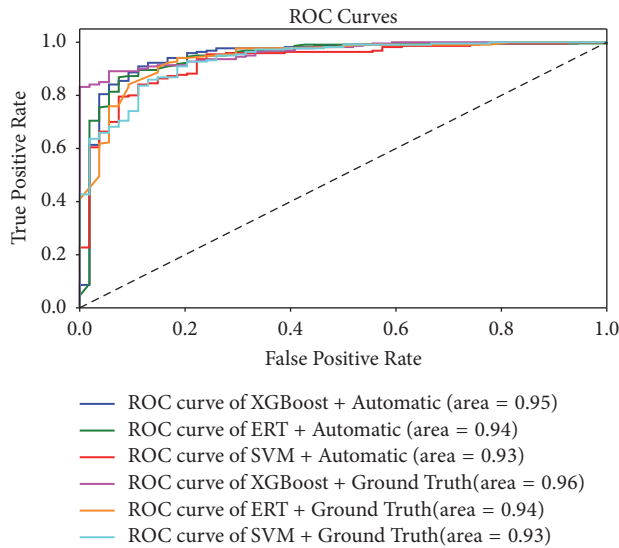 ROC Curves
True Positive Rate
1.0
0.8
0.6
0.4
0.2
0.0
0.0 0.2 0.4 0.6 0.8 1.0
False Positive Rate
ROC curve of XGBoost + Automatic (area = 0.95)
ROC curve of ERT + Automatic (area = 0.94)
ROC curve of SVM + Automatic (area = 0.93)
ROC curve of XGBoost + Ground Truth(area = 0.96)
ROC curve of ERT + Ground Truth(area = 0.94)
ROC curve of SVM + Ground Truth(area = 0.93)